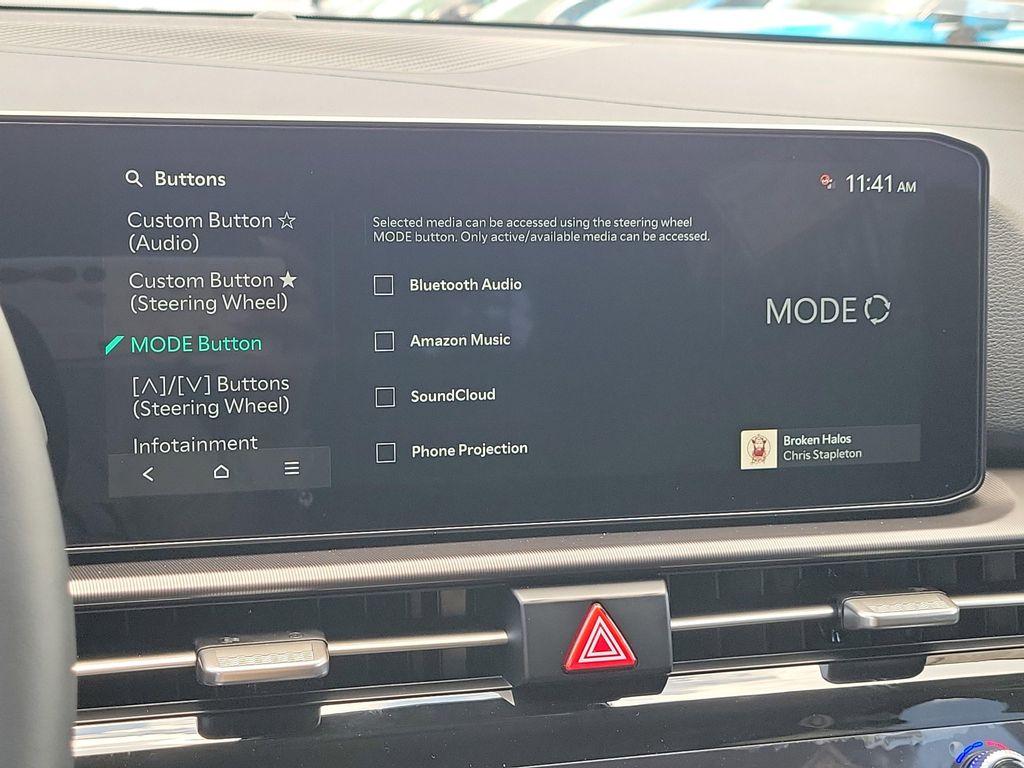 Buttons
11:41 AM
Custom Button ☆
(Audio)
Custom Button ★
(Steering Wheel)
MODE Button
[∧]/[∨] Buttons
(Steering Wheel)
Infotainment
Selected media can be accessed using the steering wheel
MODE button. Only active/available media can be accessed.
Bluetooth Audio
Amazon Music
SoundCloud
Phone Projection
MODE
Broken Halos
Chris Stapleton